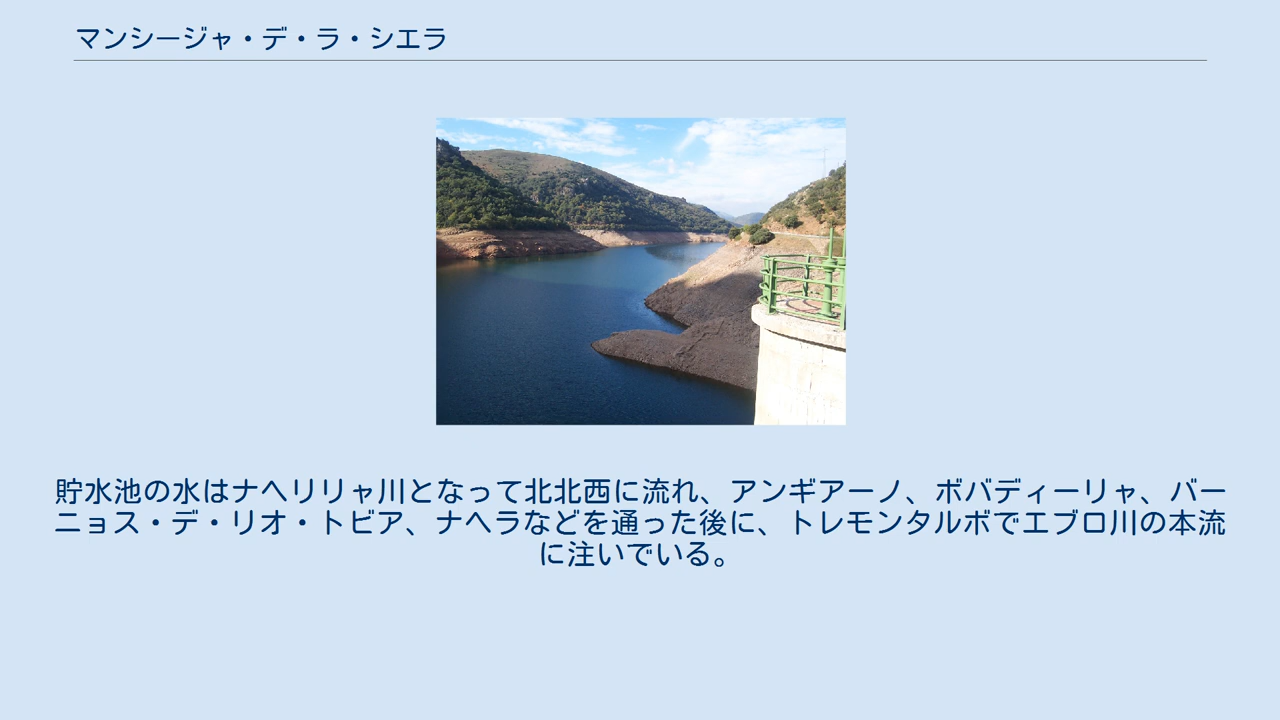 マンシージャ・デ・ラ・シエラ
貯水池の水はナヘリリャ川となって北北西に流れ、アンギアーノ、ボバディーリャ、バー
ニョス・デ・リオ・トビア、ナヘラなどを通った後に、トレモンタルボでエブロ川の本流
に注いでいる。